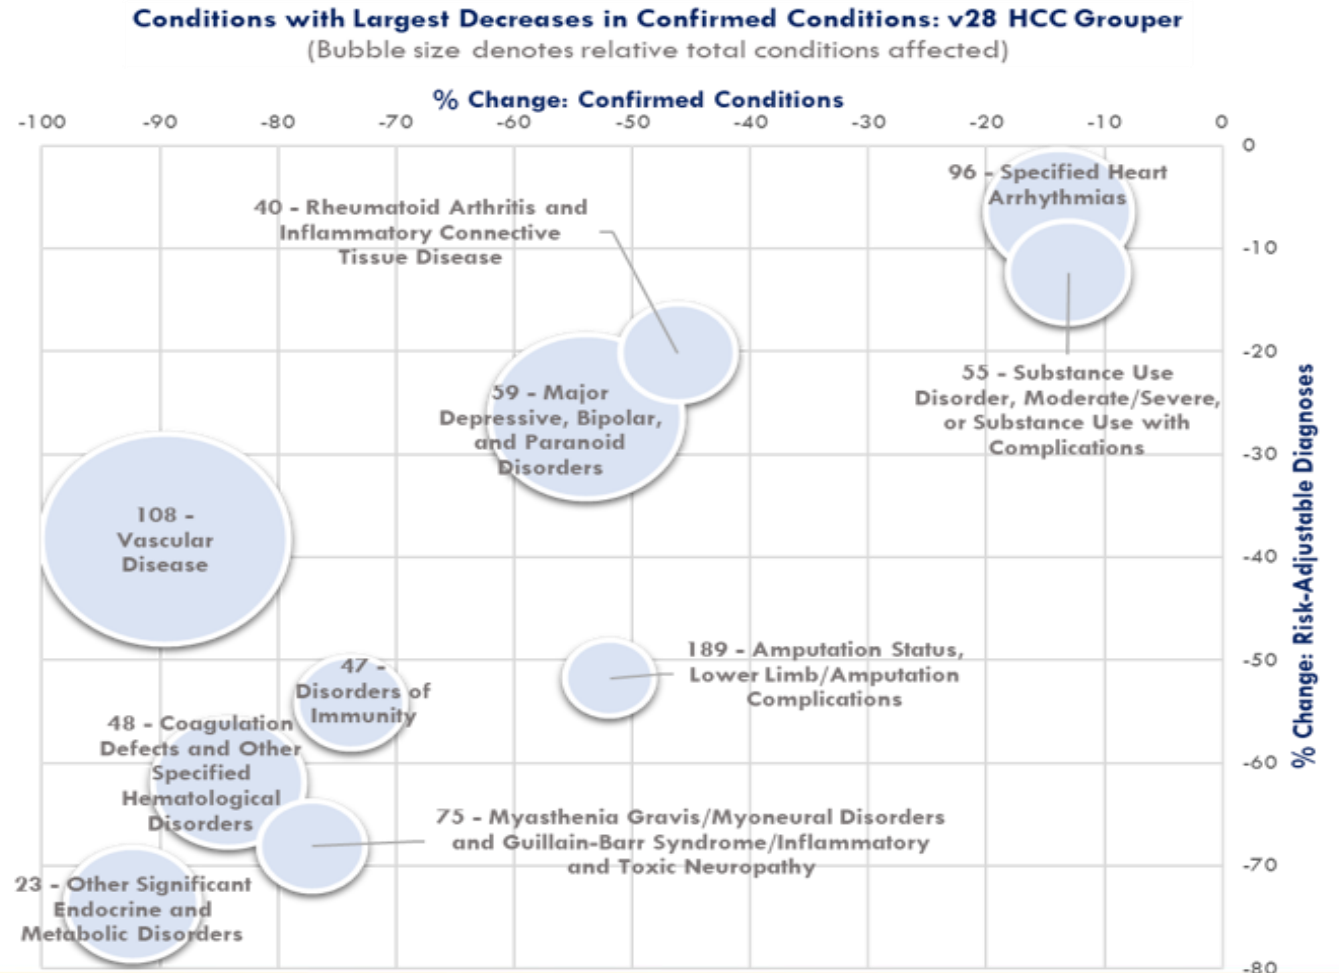 Conditions with Largest Decreases in Confirmed Conditions: v28 HCC Grouper
(Bubble size denotes relative total conditions affected)
% Change: Confirmed Conditions
-100 -90 -80 -70 -60 -50 -40 -30 -20 -10 0
0
-10
-20
-30
-40
-50
-60
-70
-80
% Change: Risk-Adjustable Diagnoses
96 - Specified Heart
Arrhythmias
40 - Rheumatoid Arthritis and
Inflammatory Connective
Tissue Disease
55 - Substance Use
Disorder, Moderate/Severe,
or Substance Use with
Complications
59 - Major
Depressive, Bipolar,
and Paranoid
Disorders
108 -
Vascular
Disease
189 - Amputation Status,
Lower Limb/Amputation
Complications
47 -
Disorders of
Immunity
48 - Coagulation
Defects and Other
Specified
Hematological
Disorders
75 - Myasthenia Gravis/Myoneural Disorders
and Guillain-Barr Syndrome/Inflammatory
and Toxic Neuropathy
23 - Other Significant
Endocrine and
Metabolic Disorders